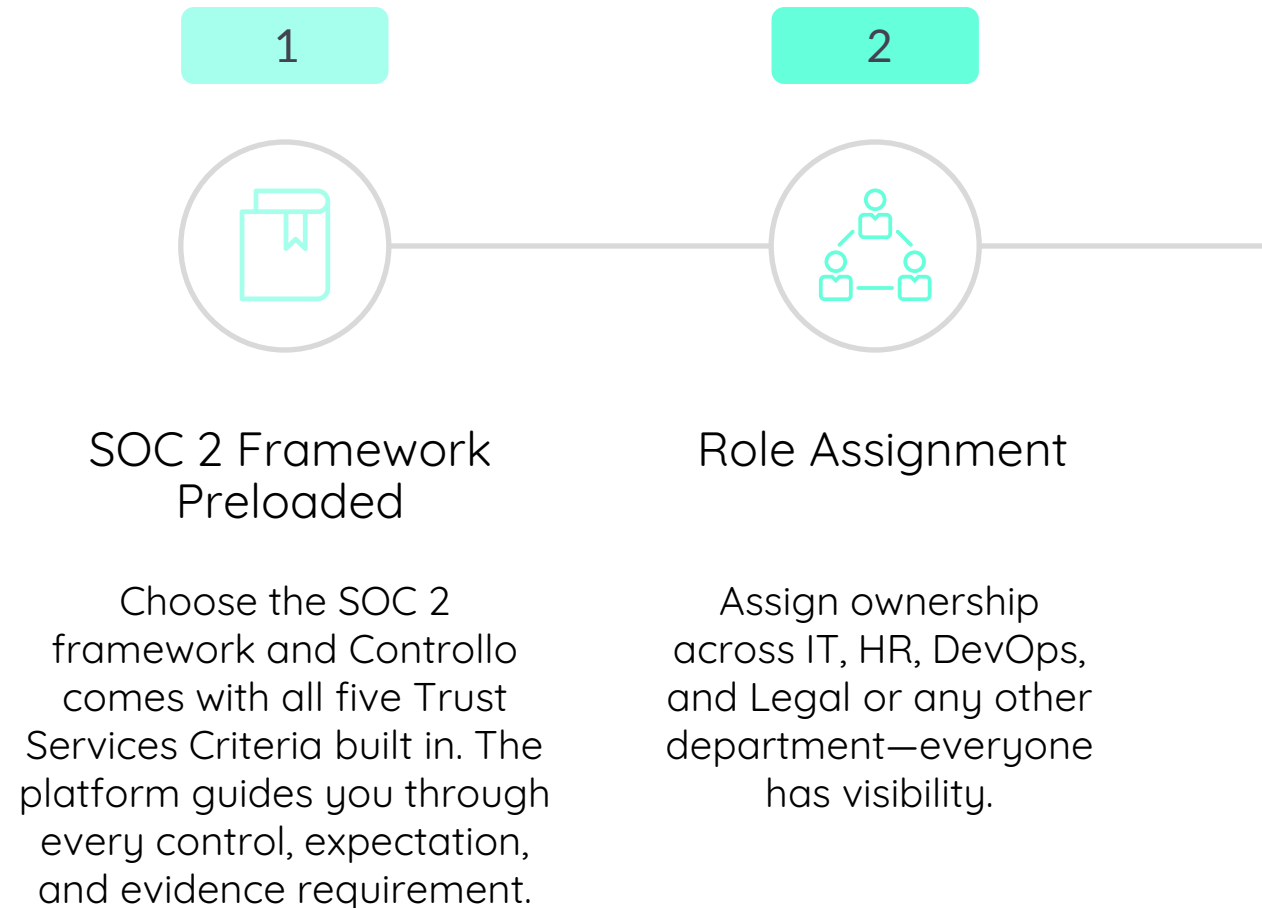 1
2
SOC 2 Framework
Preloaded
Role Assignment
Choose the SOC 2
framework and Controllo
comes with all five Trust
Services Criteria built in. The
platform guides you through
every control, expectation,
and evidence requirement.
Assign ownership
across IT, HR, DevOps,
and Legal or any other
department—everyone
has visibility.